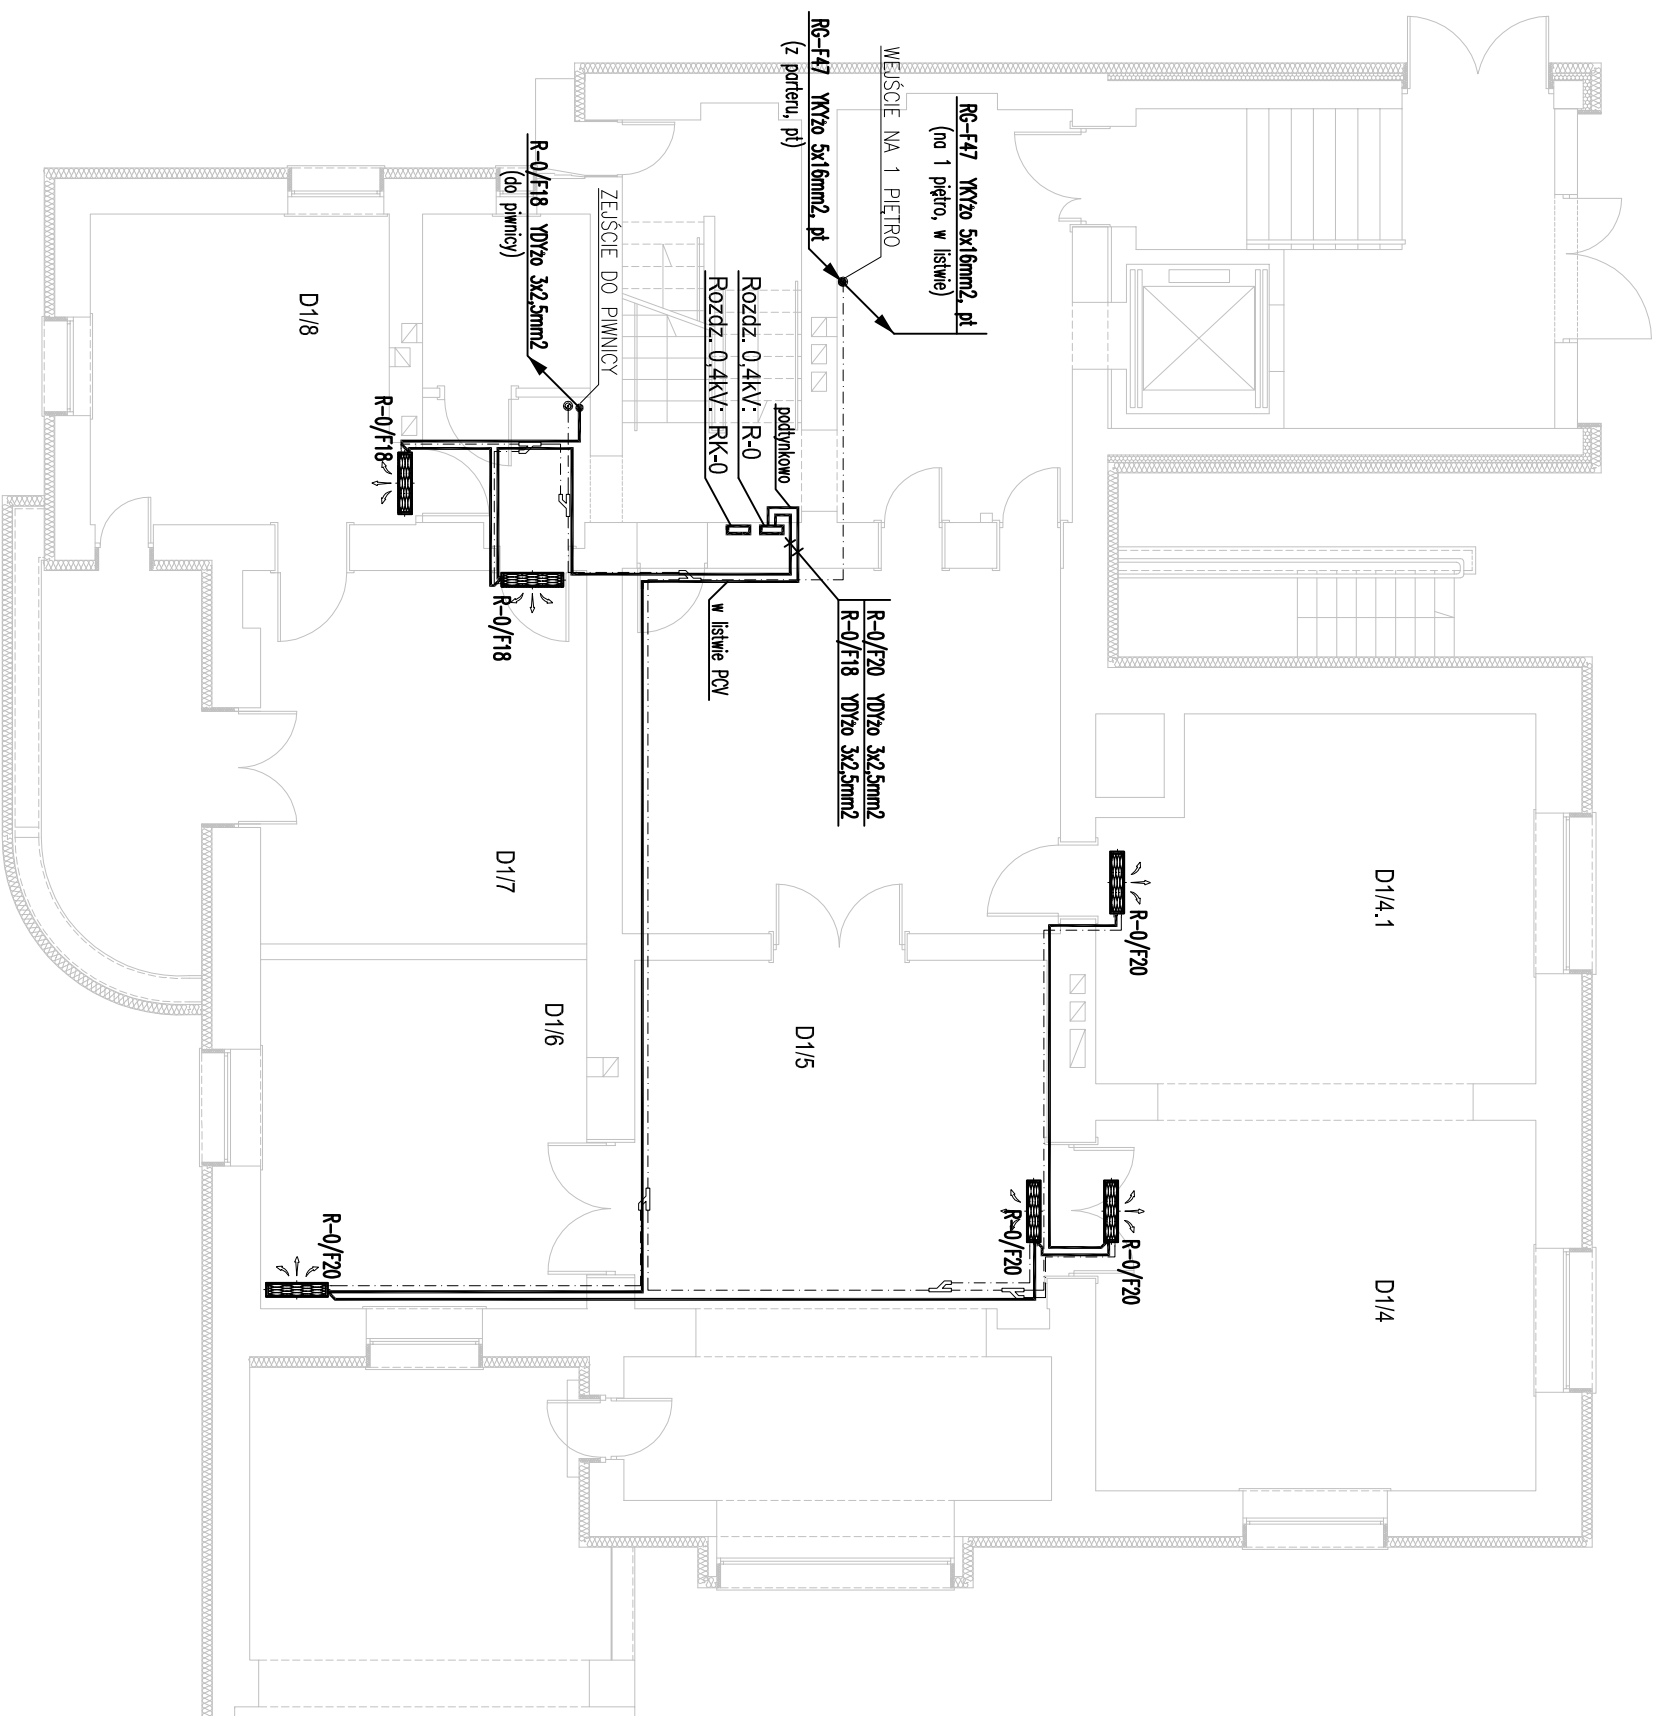 RG-F47 YKYżo 5x16mm2, pt
(z parteru, pt)
WEJŚCIE NA 1 PIETRO
RG-F47 YKYżo 5x16mm2, pt
(na 1 piętro, w listwie)
R-0/F18 YDYżo 3x2,5mm2
(do piwnicy)
ZEJŚCIE DO PIWNICY
Rozdz. 0,4kV: R-0
Rozdz. 0,4kV: RK-0
podtynkowo
D1/8
R-0/F18
R-0/F18
w listwie PCV
R-0/F20 YDYżo 3x2,5mm2
R-0/F18 YDYżo 3x2,5mm2
D1/7
D1/4.1
R-0/F20
D1/6
D1/5
R-0/F20
R-0/F20
R-0/F20
D1/4